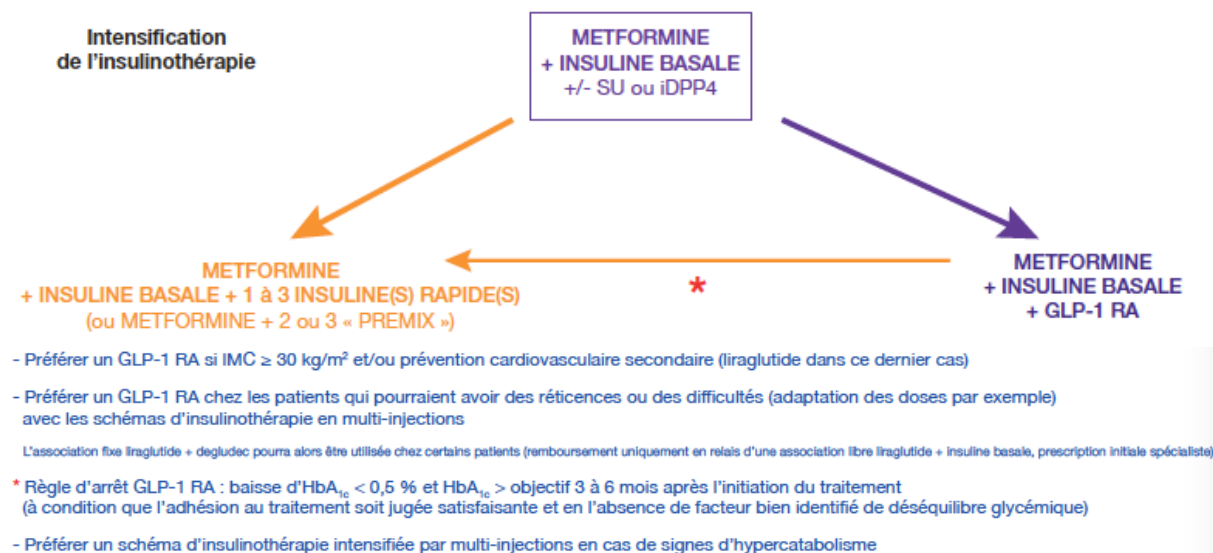 Intensification
de l'insulinothérapie
METFORMINE
+ INSULINE BASALE
+/- SU ou iDPP4
METFORMINE
+ INSULINE BASALE + 1 à 3 INSULINE(S) RAPIDE(S)
(ou METFORMINE + 2 ou 3 « PREMIX »)
*
METFORMINE
+ INSULINE BASALE
+ GLP-1 RA
- Préférer un GLP-1 RA si IMC ≥ 30 kg/m² et/ou prévention cardiovasculaire secondaire (liraglutide dans ce dernier cas)
- Préférer un GLP-1 RA chez les patients qui pourraient avoir des réticences ou des difficultés (adaptation des doses par exemple)
avec les schémas d'insulinothérapie en multi-injections
L'association fixe liraglutide + degludec pourra alors être utilisée chez certains patients (remboursement uniquement en relais d'une association libre liraglutide + insuline basale, prescription initiale spécialiste)
* Règle d'arrêt GLP-1 RA : baisse d'HbA1c < 0,5 % et HbA1c > objectif 3 à 6 mois après l'initiation du traitement
(à condition que l'adhésion au traitement soit jugée satisfaisante et en l'absence de facteur bien identifié de déséquilibre glycémique)
- Préférer un schéma d'insulinothérapie intensifiée par multi-injections en cas de signes d'hypercatabolisme